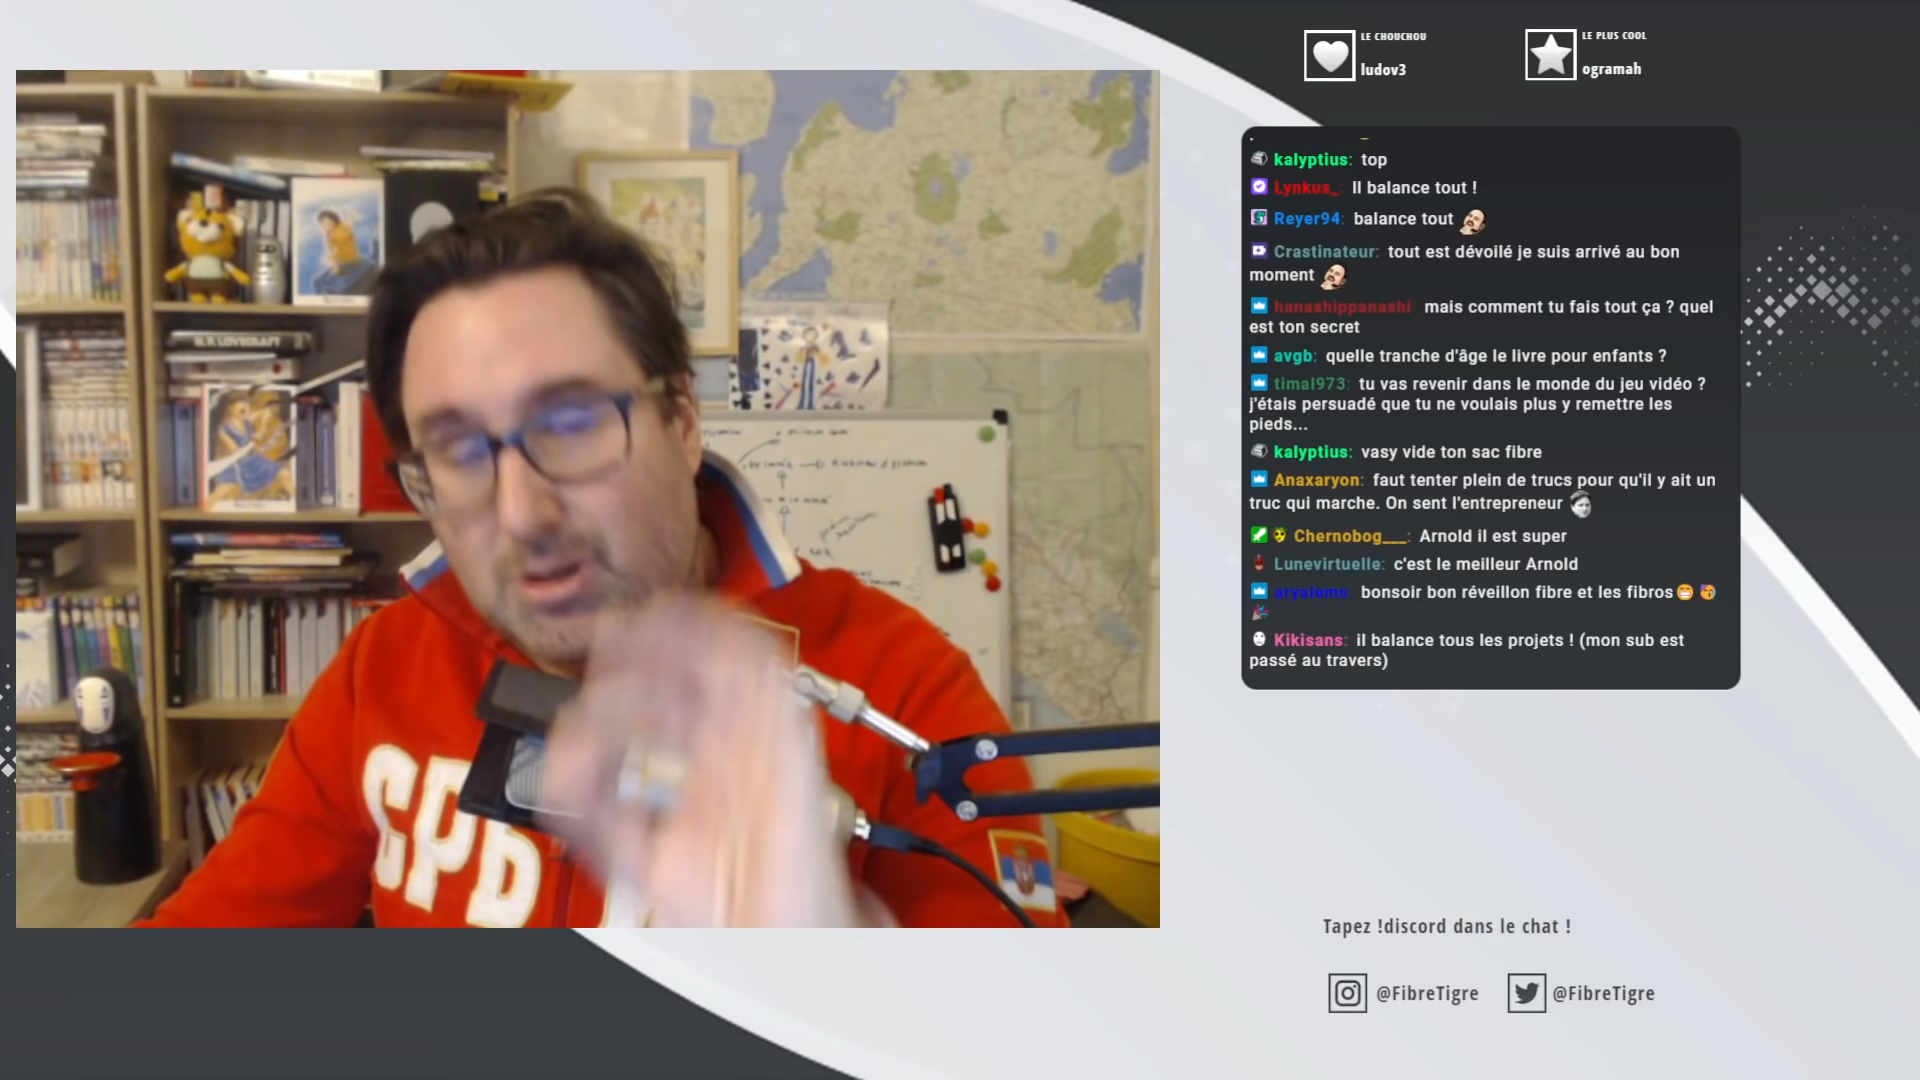 LE CHOUCHOU
ludov3
LE PLUS COOL
ogramah
kalyptius: top
Lynkus_: Il balance tout !
Reyer94: balance tout
Crastinateur: tout est dévoilé je suis arrivé au bon
moment
hanashippanashi: mais comment tu fais tout ça ? quel
est ton secret
avgb: quelle tranche d'âge le livre pour enfants ?
timal973: tu vas revenir dans le monde du jeu vidéo ?
j'étais persuadé que tu ne voulais plus y remettre les
pieds...
kalyptius: vasy vide ton sac fibre
Anaxaryon: faut tenter plein de trucs pour qu'il y ait un
truc qui marche. On sent l'entrepreneur
Chernobog___: Arnold il est super
Lunevirtuelle: c'est le meilleur Arnold
aryalems: bonsoir bon réveillon fibre et les fibros
Kikisans: il balance tous les projets ! (mon sub est
passé au travers)
H.P. LOVECRAFT
Tapez !discord dans le chat !
@FibreTigre
@FibreTigre